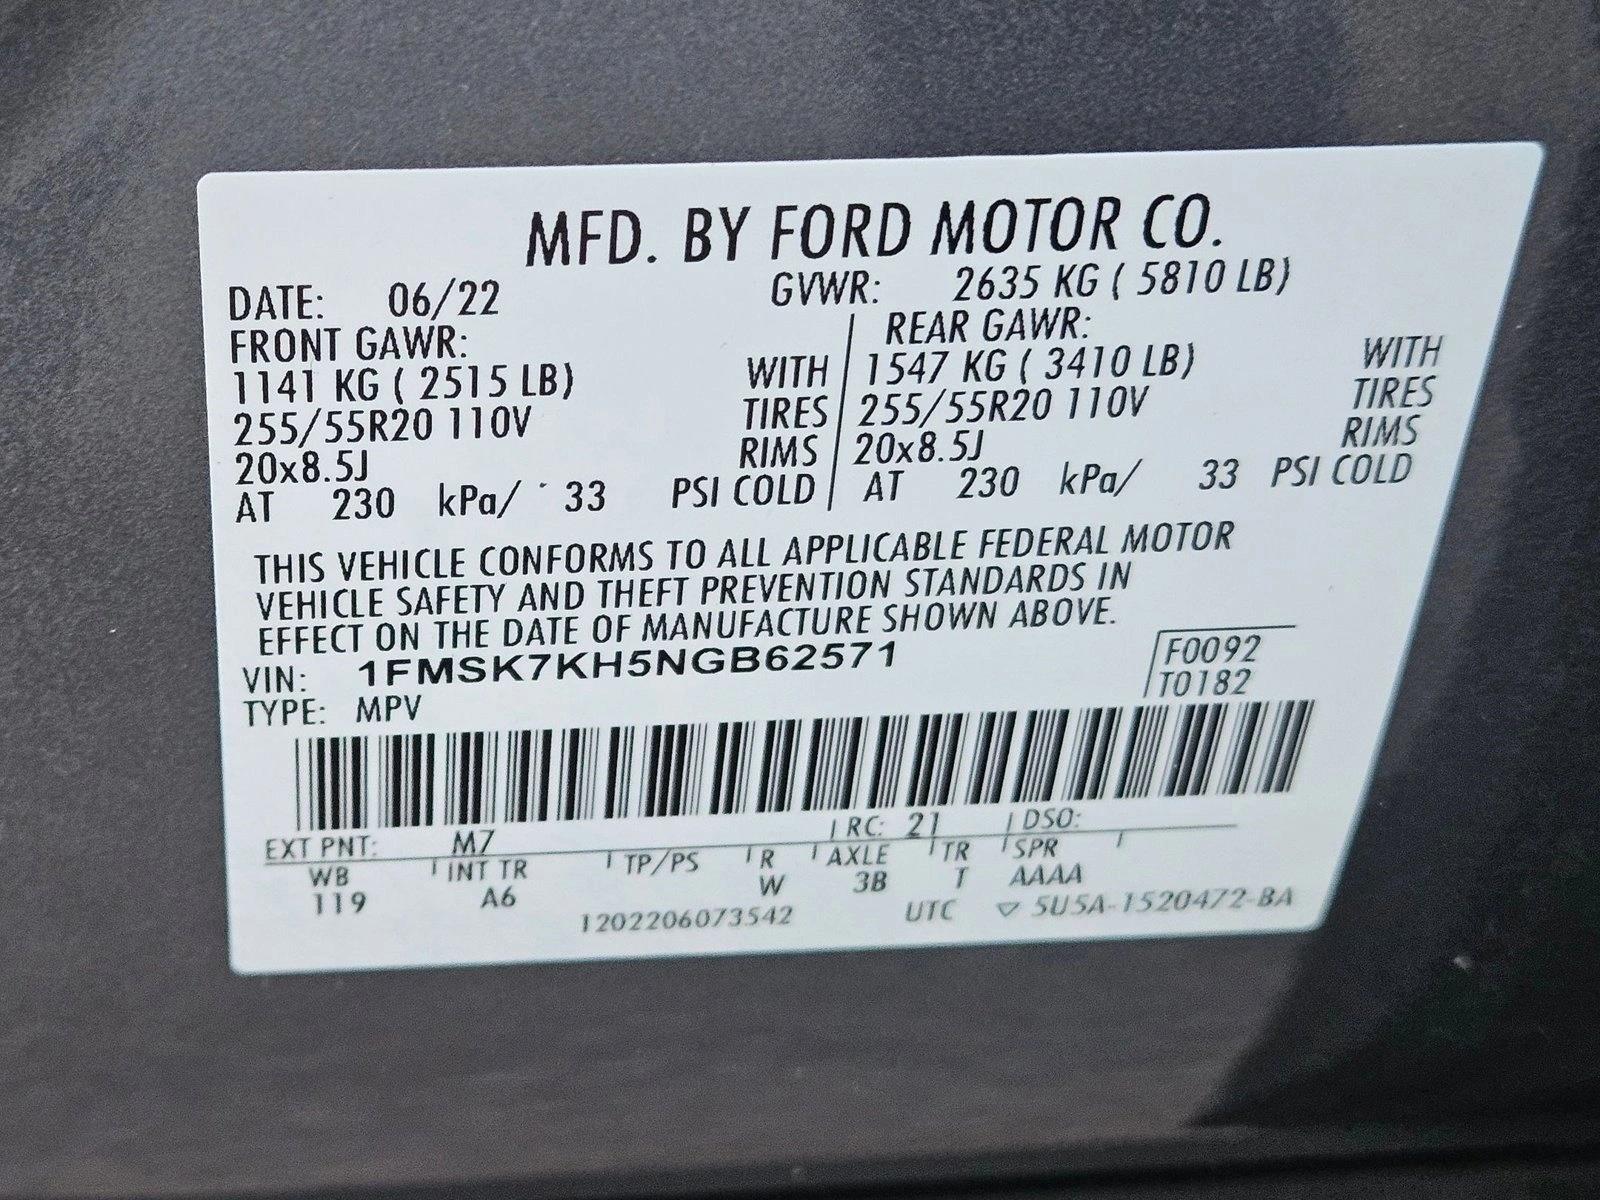 MFD. BY FORD MOTOR CO.
DATE: 06/22 GVWR: 2635 KG ( 5810 LB)
FRONT GAWR: REAR GAWR:
1141 KG ( 2515 LB) WITH 1547 KG ( 3410 LB) WITH
255/55R20 110V TIRES 255/55R20 110V TIRES
20x8.5J RIMS 20x8.5J RIMS
AT 230 kPa/ 33 PSI COLD AT 230 kPa/ 33 PSI COLD
THIS VEHICLE CONFORMS TO ALL APPLICABLE FEDERAL MOTOR
VEHICLE SAFETY AND THEFT PREVENTION STANDARDS IN
EFFECT ON THE DATE OF MANUFACTURE SHOWN ABOVE.
VIN: 1FMSK7KH5NGB62571 F0092
TYPE: MPV T0182
EXT PNT: M7 RC: 21 DSO:
WB INT TR TP/PS R AXLE TR SPR
119 A6 W 3B T AAAA
1202206073542 UTC ▽ 5U5A-1520472-BA